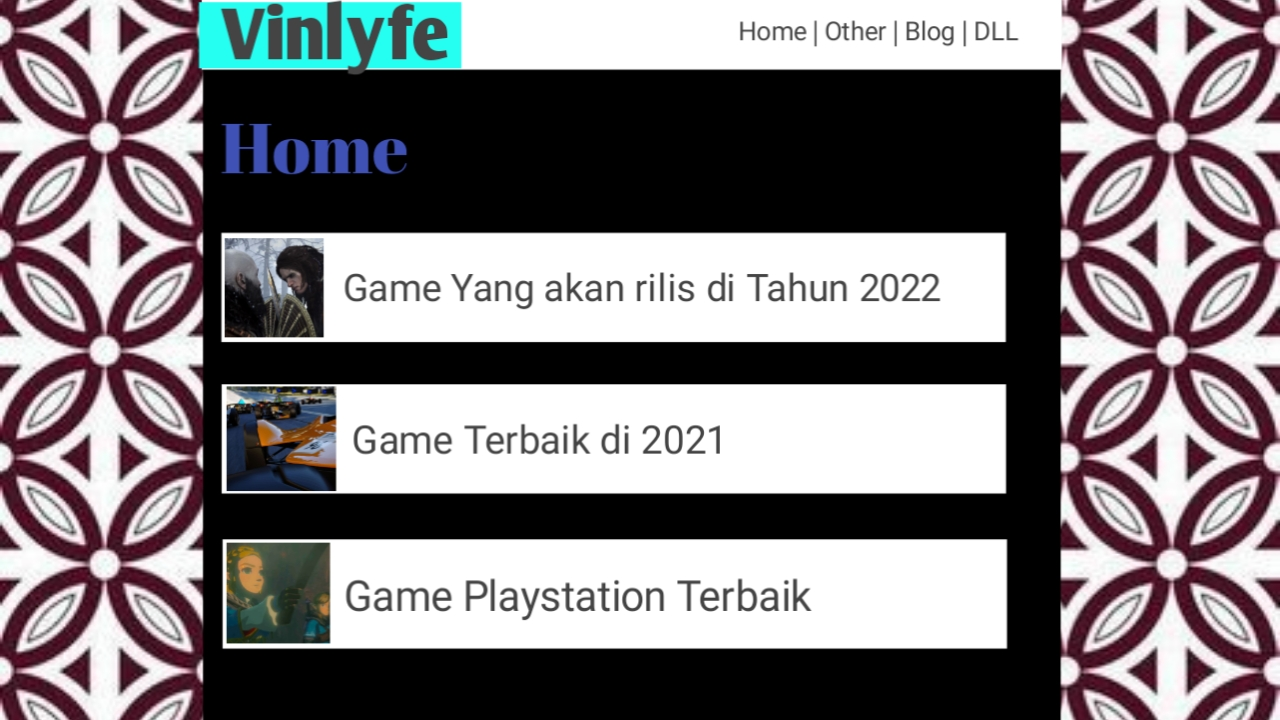 Vinlyfe
Home | Other | Blog | DLL
Home
Game Yang akan rilis di Tahun 2022
Game Terbaik di 2021
Game Playstation Terbaik